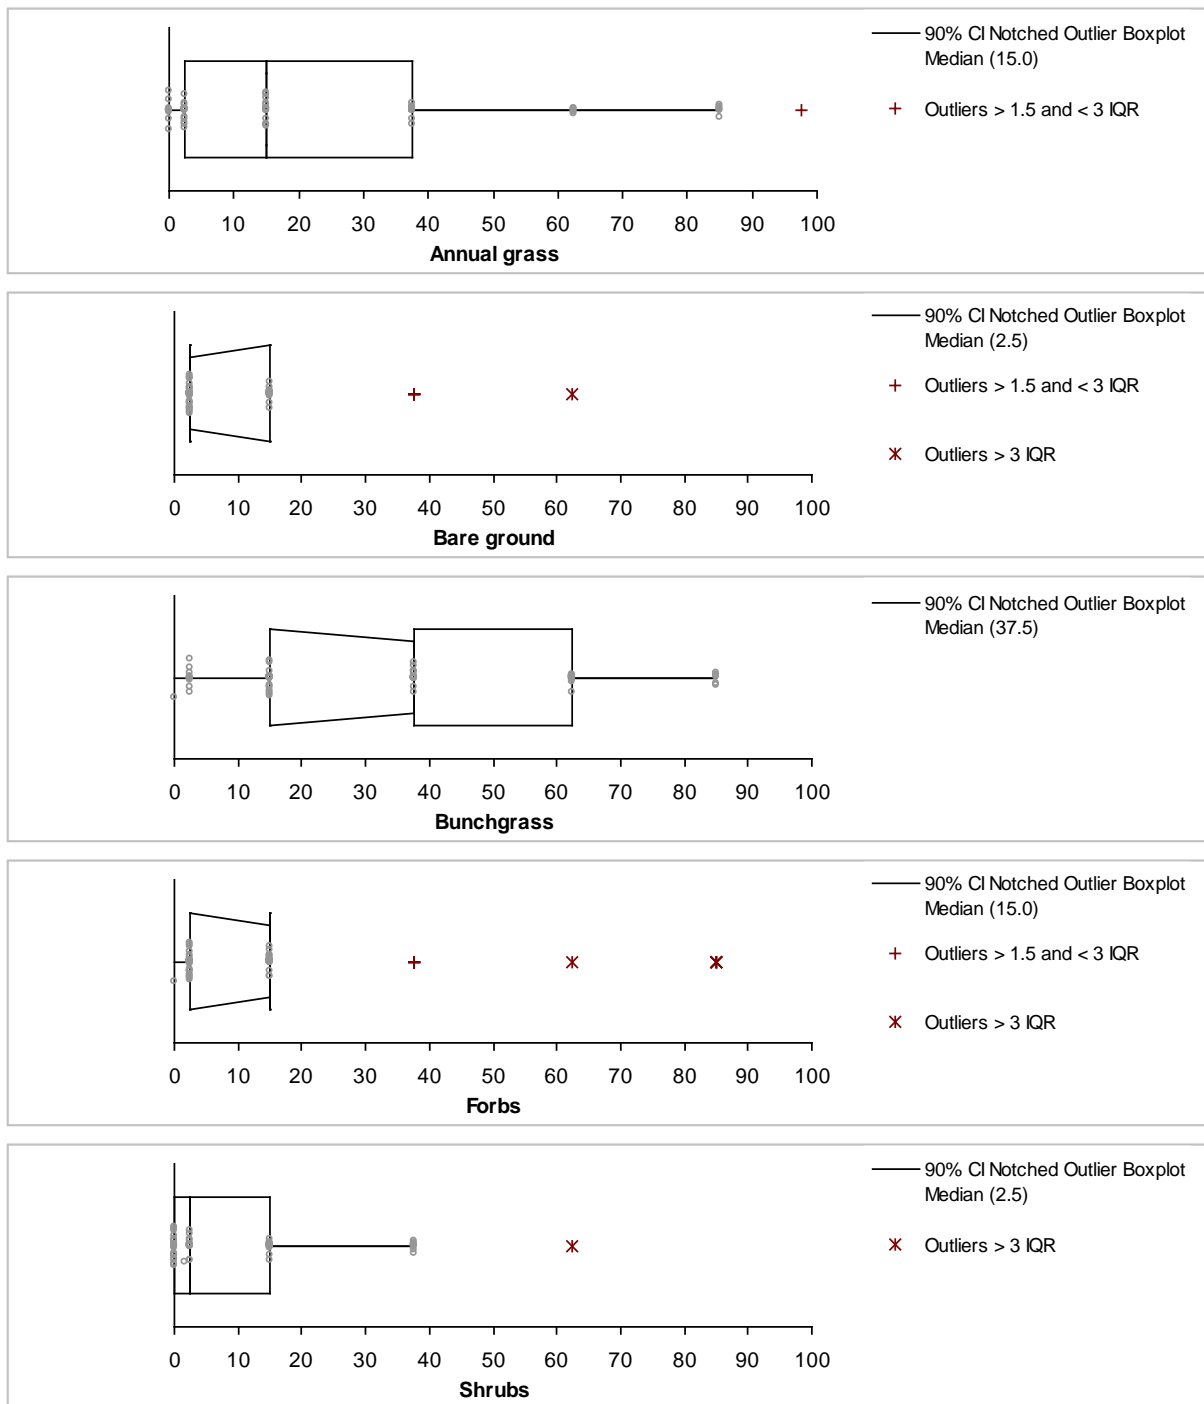 90% CI Notched Outlier Boxplot
Median (15.0)
Outliers > 1.5 and < 3 IQR
0 10 20 30 40 50 60 70 80 90 100
Annual grass
90% CI Notched Outlier Boxplot
Median (2.5)
Outliers > 1.5 and < 3 IQR
Outliers > 3 IQR
0 10 20 30 40 50 60 70 80 90 100
Bare ground
90% CI Notched Outlier Boxplot
Median (37.5)
0 10 20 30 40 50 60 70 80 90 100
Bunchgrass
90% CI Notched Outlier Boxplot
Median (15.0)
Outliers > 1.5 and < 3 IQR
Outliers > 3 IQR
0 10 20 30 40 50 60 70 80 90 100
Forbs
90% CI Notched Outlier Boxplot
Median (2.5)
Outliers > 3 IQR
0 10 20 30 40 50 60 70 80 90 100
Shrubs